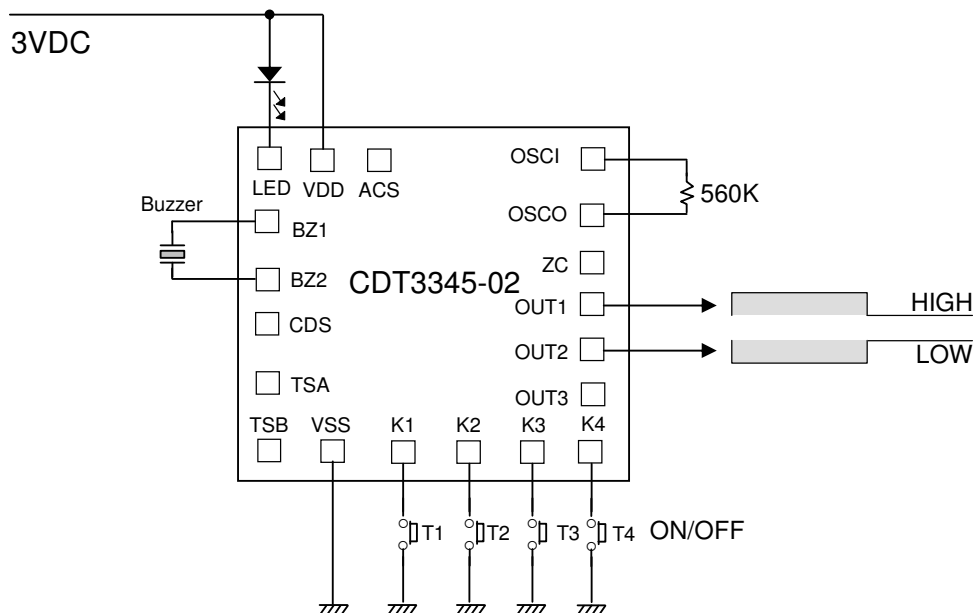 3VDC
LED VDD ACS
OSCI
560K
OSCO
Buzzer
BZ1
ZC
BZ2
CDT3345-02
OUT1
HIGH
CDS
OUT2
LOW
TSA
OUT3
TSB VSS K1 K2 K3 K4
T1 T2 T3 T4 ON/OFF